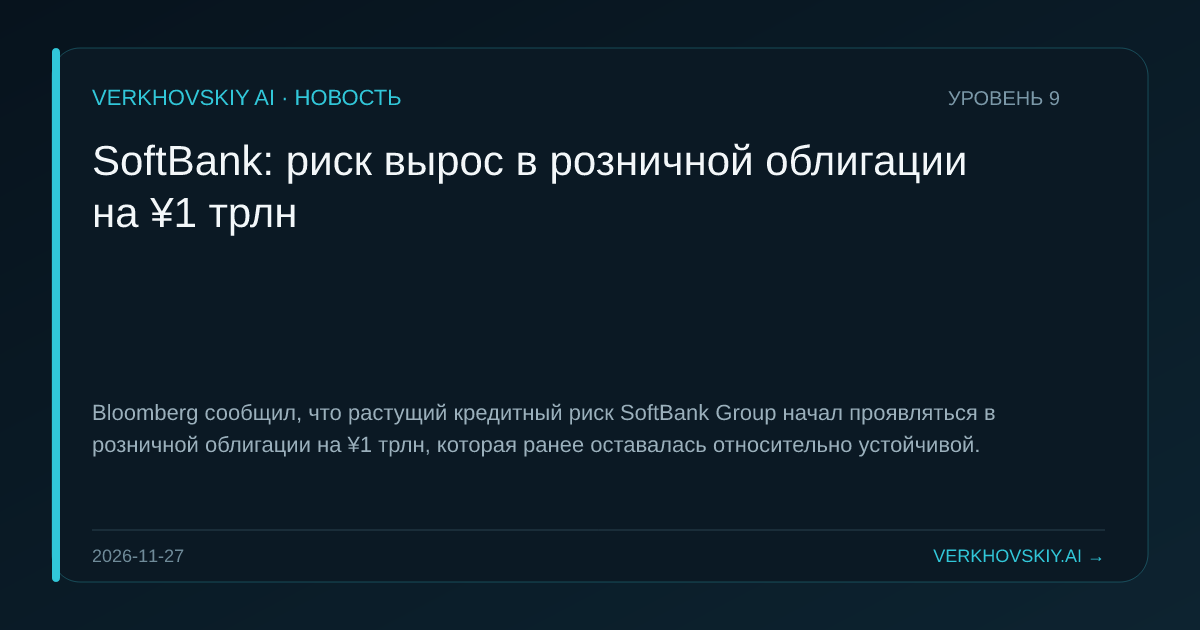 VERKHOVSKIY AI · НОВОСТЬ
УРОВЕНЬ 9
SoftBank: риск вырос в розничной облигации
на ¥1 трлн
Bloomberg сообщил, что растущий кредитный риск SoftBank Group начал проявляться в
розничной облигации на ¥1 трлн, которая ранее оставалась относительно устойчивой.
2026-11-27
VERKHOVSKIY.AI →